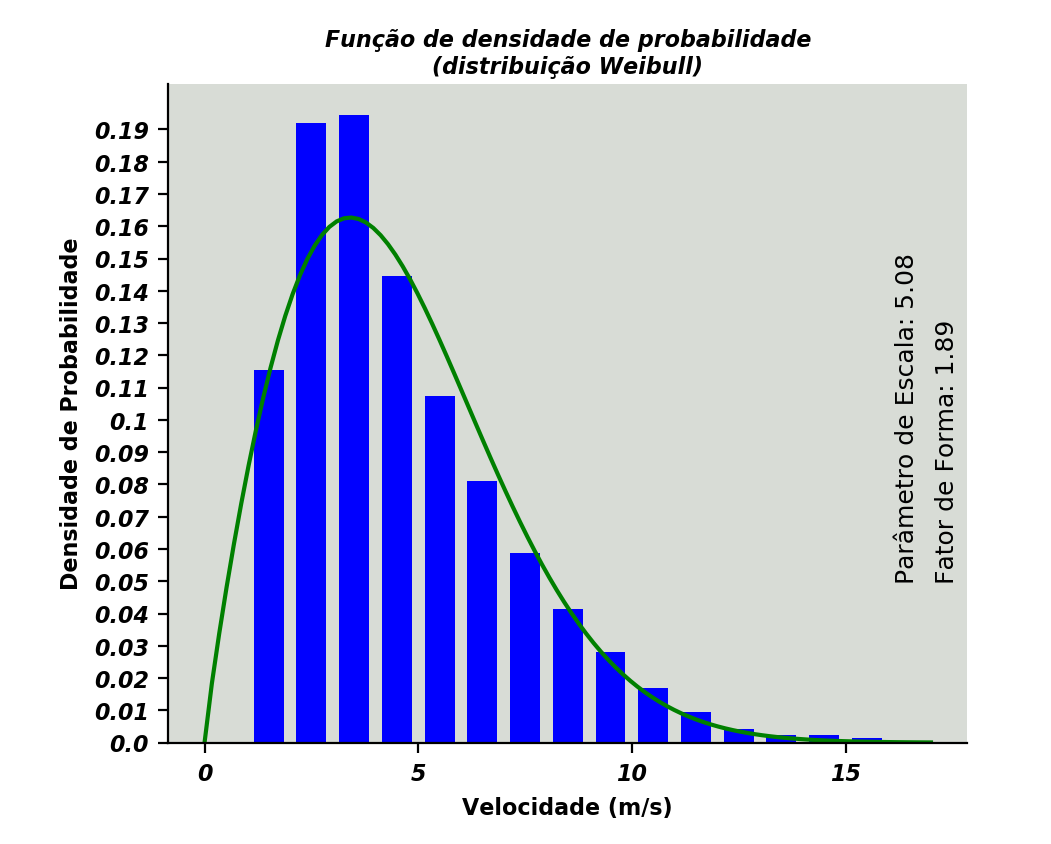 Função de densidade de probabilidade
(distribuição Weibull)
Densidade de Probabilidade
0.19
0.18
0.17
0.16
0.15
0.14
0.13
0.12
0.11
0.1
0.09
0.08
0.07
0.06
0.05
0.04
0.03
0.02
0.01
0.0
Parâmetro de Escala: 5.08
Fator de Forma: 1.89
0 5 10 15
Velocidade (m/s)